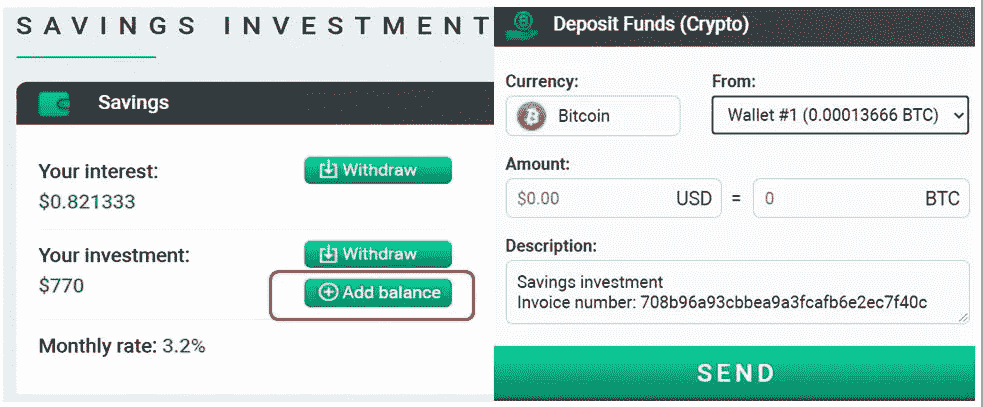 SAVINGS INVESTMENT
Savings
Your interest:
Withdraw
$0.821333
Your investment:
Withdraw
$770
Add balance
Monthly rate: 3.2%
Deposit Funds (Crypto)
Currency:
From:
Bitcoin
Wallet #1 (0.00013666 BTC)
Amount:
$0.00 USD = 0 BTC
Description:
Savings investment
Invoice number: 708b96a93cbbea9a3fcafb6e2ec7f40c
SEND